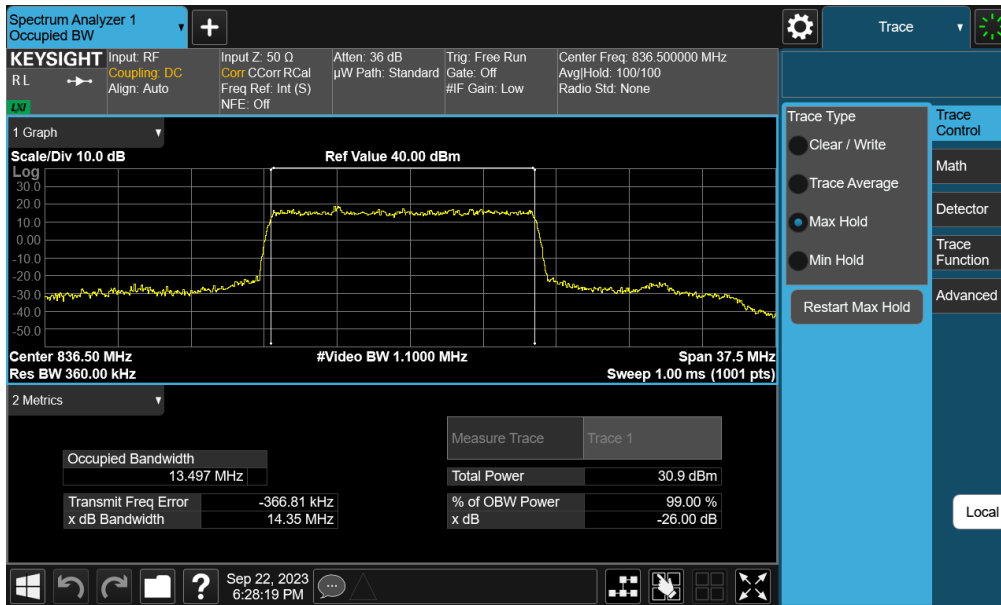 Spectrum Analyzer 1
Occupied BW
Trace
KEYSIGHT
R L
LXI
Input: RF
Coupling: DC
Align: Auto
Input Z: 50 Ω
Corr CCorr RCal
Freq Ref: Int (S)
NFE: Off
Atten: 36 dB
µW Path: Standard
Trig: Free Run
Gate: Off
#IF Gain: Low
Center Freq: 836.500000 MHz
Avg|Hold: 100/100
Radio Std: None
1 Graph
Scale/Div 10.0 dB
Ref Value 40.00 dBm
Log
30.0
20.0
10.0
0.00
-10.0
-20.0
-30.0
-40.0
-50.0
Center 836.50 MHz
#Video BW 1.1000 MHz
Span 37.5 MHz
Res BW 360.00 kHz
Sweep 1.00 ms (1001 pts)
2 Metrics
Measure Trace
Trace 1
Occupied Bandwidth
13.497 MHz
Total Power
30.9 dBm
Transmit Freq Error
-366.81 kHz
% of OBW Power
99.00 %
x dB Bandwidth
14.35 MHz
x dB
-26.00 dB
Trace Type
Clear / Write
Trace Average
Max Hold
Min Hold
Restart Max Hold
Trace
Control
Math
Detector
Trace
Function
Advanced
Local
?
Sep 22, 2023
6:28:19 PM